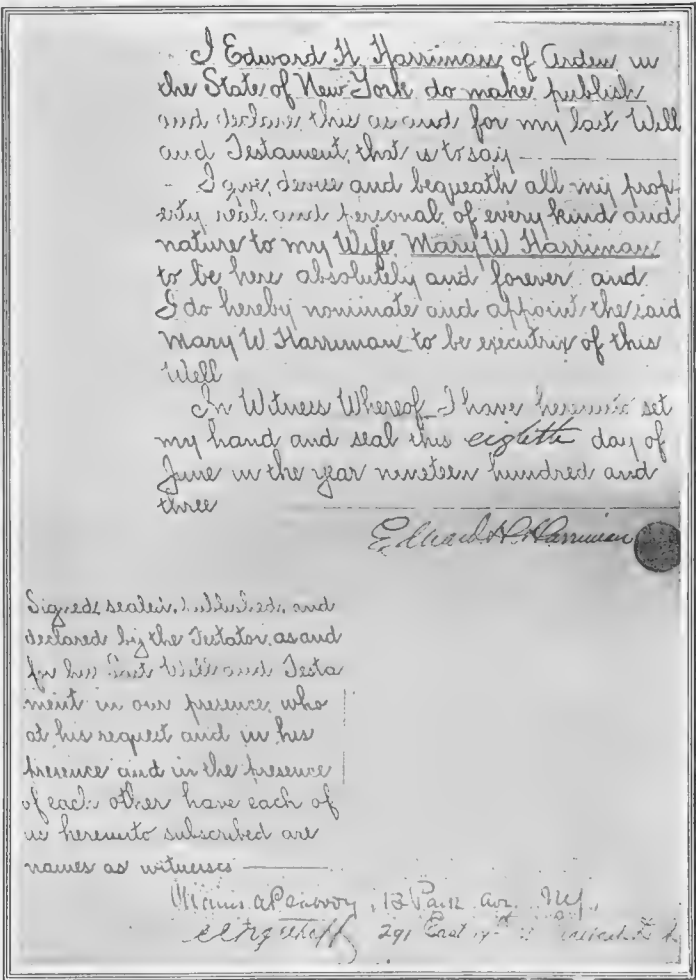 I Edward H. Harriman of Arden in
the State of New York do make publish
and declare this as and for my last Will
and Testament, that is to say
I give, devise and bequeath all my prop-
erty real and personal, of every kind and
nature to my Wife, Mary W Harriman
to be hers absolutely and forever and
I do hereby nominate and appoint the said
Mary W Harriman to be executrix of this
Will
In Witness Whereof I have hereunto set
my hand and seal this eighth day of
June in the year nineteen hundred and
three
Edward H. Harriman
Signed, sealed, published, and
declared by the Testator, as and
for his Last Will and Testa
ment in our presence, who
at his request and in his
presence and in the presence
of each other have each of
us hereunto subscribed are
names as witnesses
Park Av. N.Y.
291 East